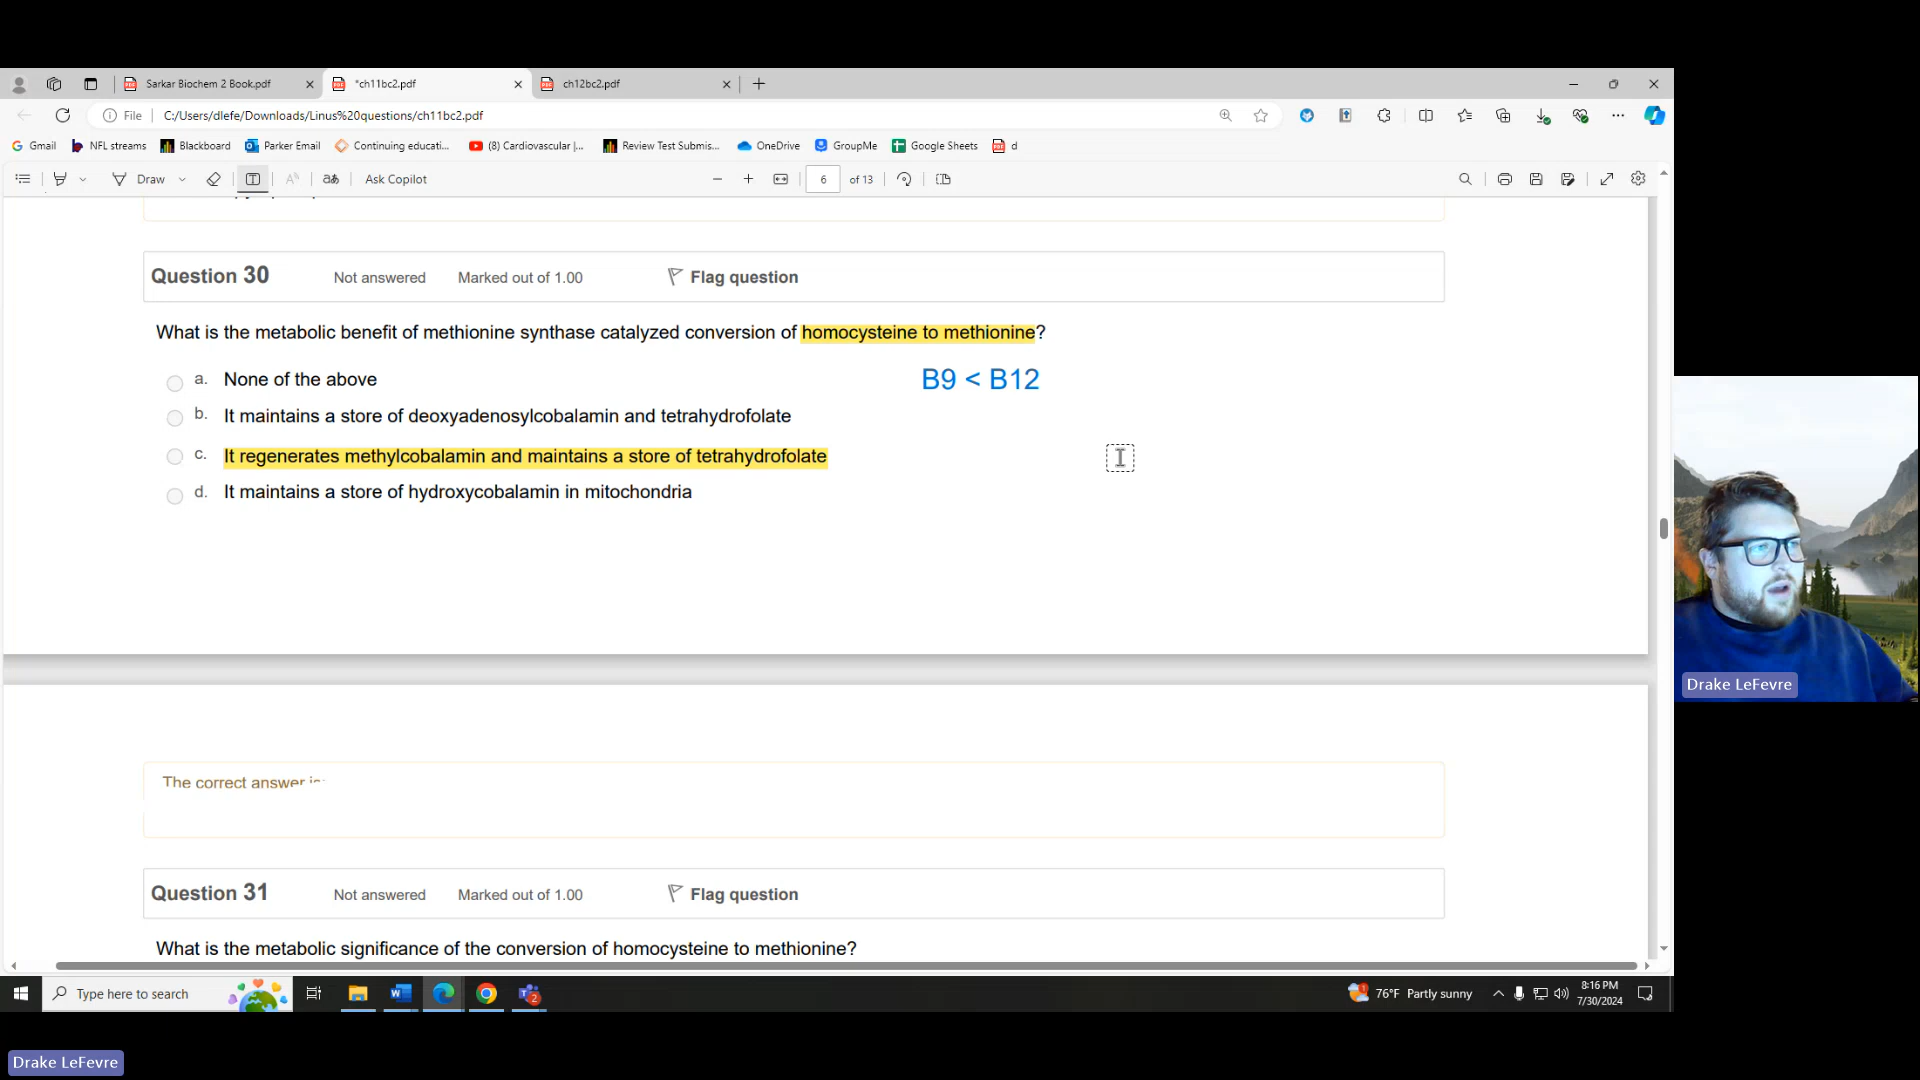 Sarkar Biochem 2 Book.pdf
*ch11bc2.pdf
ch12bc2.pdf
File
C:/Users/dlefe/Downloads/Linus%20questions/ch11bc2.pdf
Gmail
NFL streams
Blackboard
Parker Email
Continuing educati...
(8) Cardiovascular |...
Review Test Submis...
OneDrive
GroupMe
Google Sheets
d
Draw
Ask Copilot
6
of 13
Question 30
Not answered
Marked out of 1.00
Flag question
What is the metabolic benefit of methionine synthase catalyzed conversion of homocysteine to methionine?
a. None of the above
B9 < B12
b. It maintains a store of deoxyadenosylcobalamin and tetrahydrofolate
c. It regenerates methylcobalamin and maintains a store of tetrahydrofolate
d. It maintains a store of hydroxycobalamin in mitochondria
Drake LeFevre
The correct answer is:
Question 31
Not answered
Marked out of 1.00
Flag question
What is the metabolic significance of the conversion of homocysteine to methionine?
Type here to search
76°F Partly sunny
8:16 PM
7/30/2024
Drake LeFevre